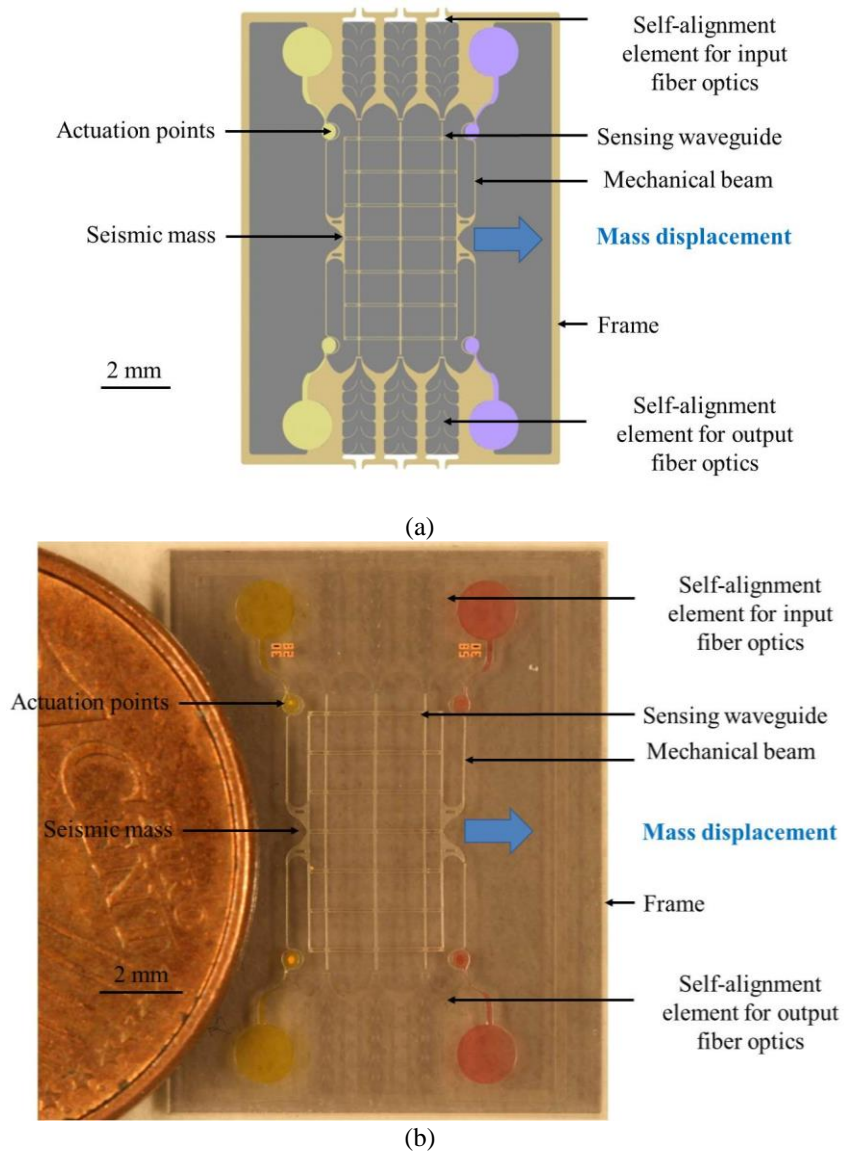 Self-alignment
element for input
fiber optics
Actuation points
Sensing waveguide
Mechanical beam
Seismic mass
Mass displacement
Frame
2 mm
Self-alignment
element for output
fiber optics
(a)
Self-alignment
element for input
fiber optics
Actuation points
Sensing waveguide
Mechanical beam
Seismic mass
Mass displacement
Frame
2 mm
Self-alignment
element for output
fiber optics
(b)